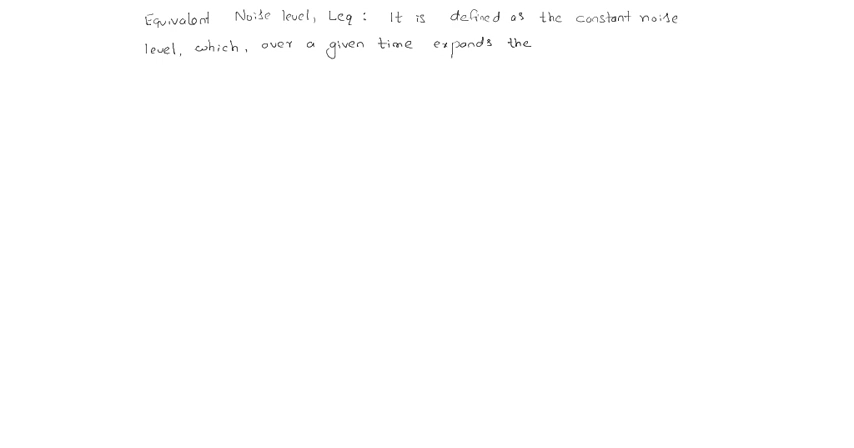 Equivalent Noise level, Leq : It is defined as the constant noise
level, which, over a given time expands the